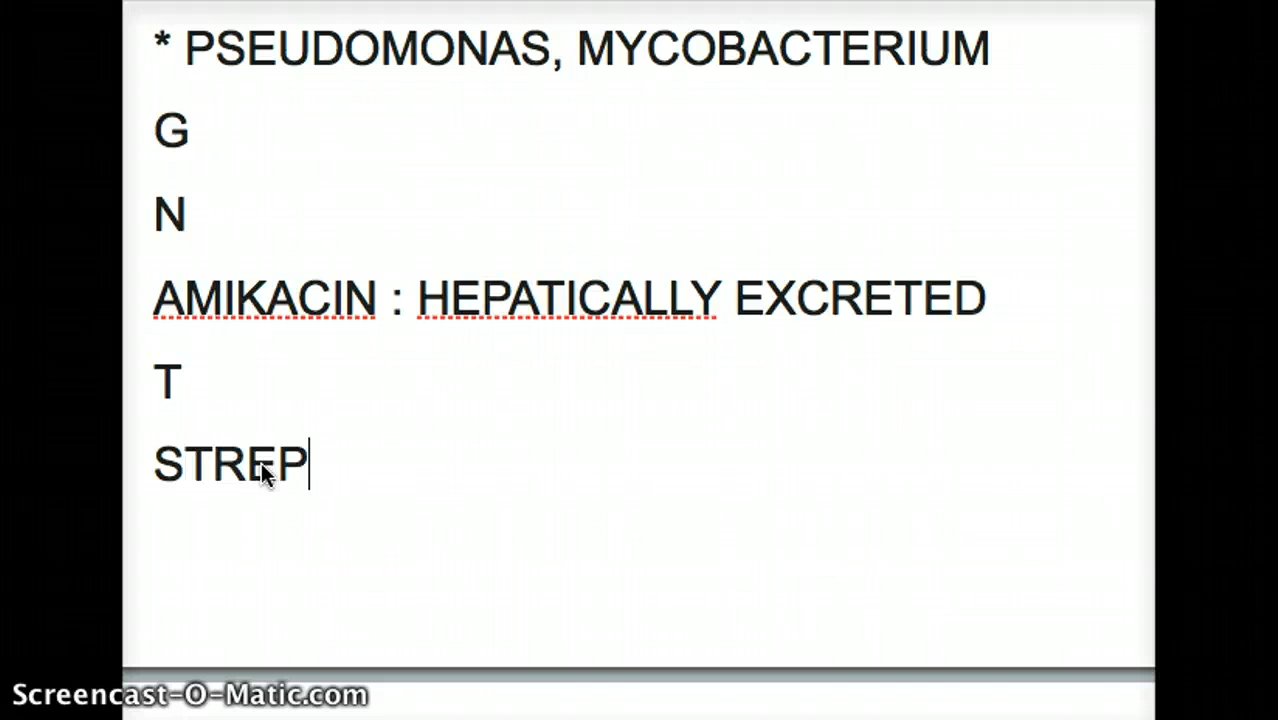 * PSEUDOMONAS, MYCOBACTERIUM
G
N
AMIKACIN : HEPATICALLY EXCRETED
T
STREP
Screencast-O-Matic.com